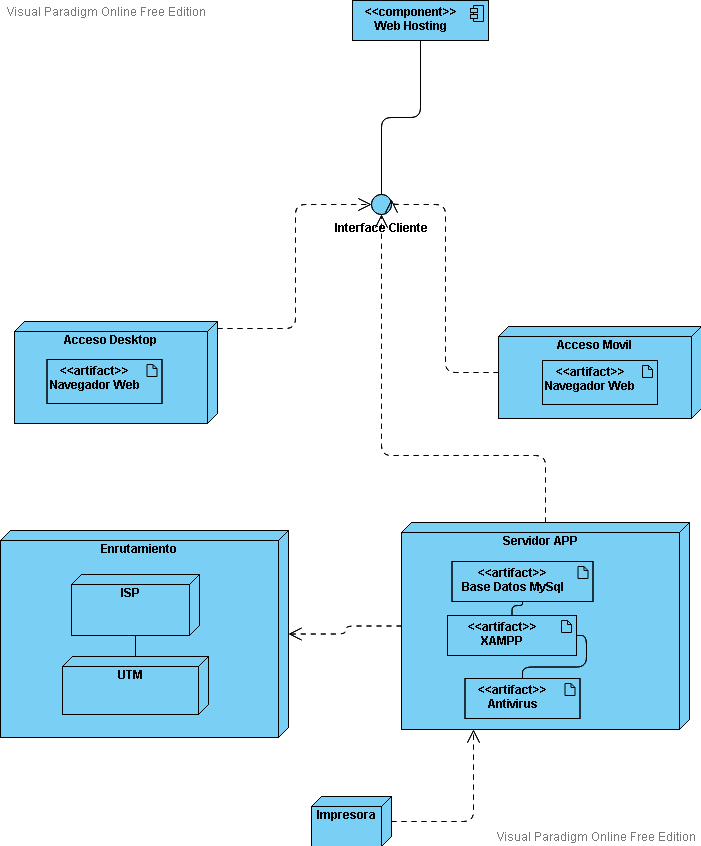 Visual Paradigm Online Free Edition
<<component>>
Web Hosting
Interface Cliente
Acceso Desktop
<<artifact>>
Navegador Web
Acceso Movil
<<artifact>>
Navegador Web
Enrutamiento
ISP
UTM
Servidor APP
<<artifact>>
Base Datos MySql
<<artifact>>
XAMPP
<<artifact>>
Antivirus
Impresora
Visual Paradigm Online Free Edition